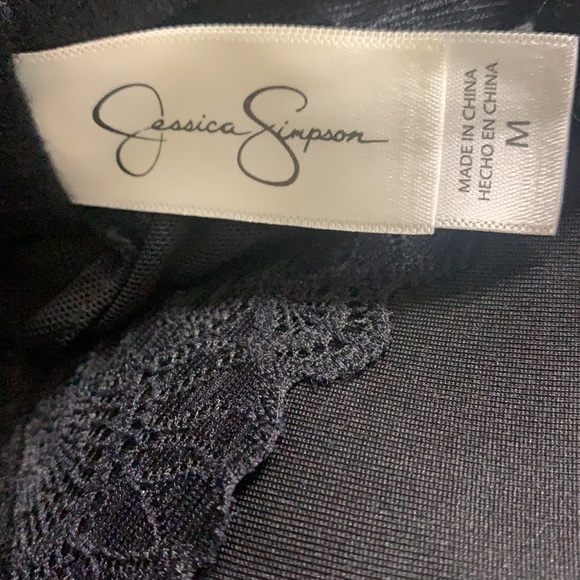 Jessica Simpson
MADE IN CHINA
HECHO EN CHINA
M